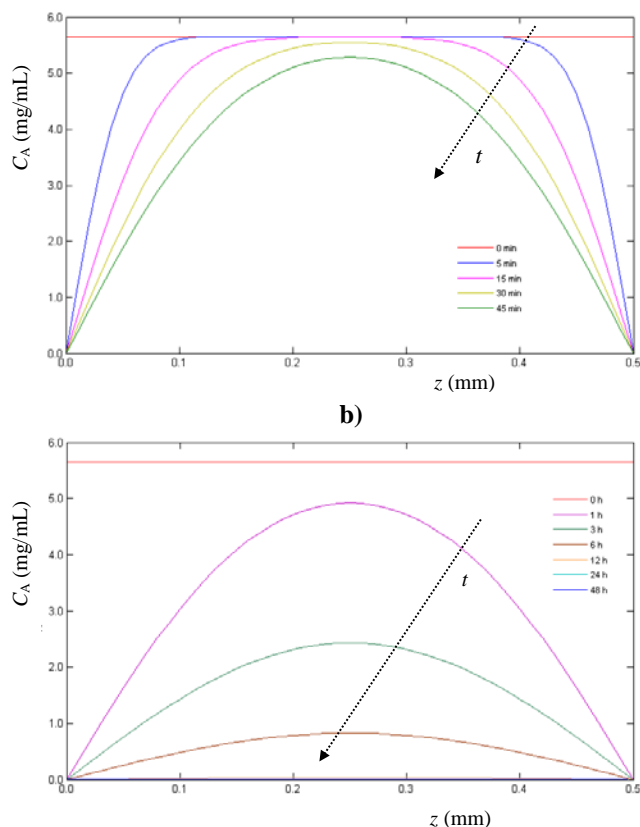 6.0
5.0
4.0
3.0
2.0
1.0
0.0
C_A (mg/mL)
t
0 min
5 min
15 min
30 min
45 min
0.0 0.1 0.2 0.3 0.4 0.5
z (mm)
b)
6.0
5.0
4.0
3.0
2.0
1.0
0.0
C_A (mg/mL)
t
0 h
1 h
3 h
6 h
12 h
24 h
48 h
0.0 0.1 0.2 0.3 0.4 0.5
z (mm)